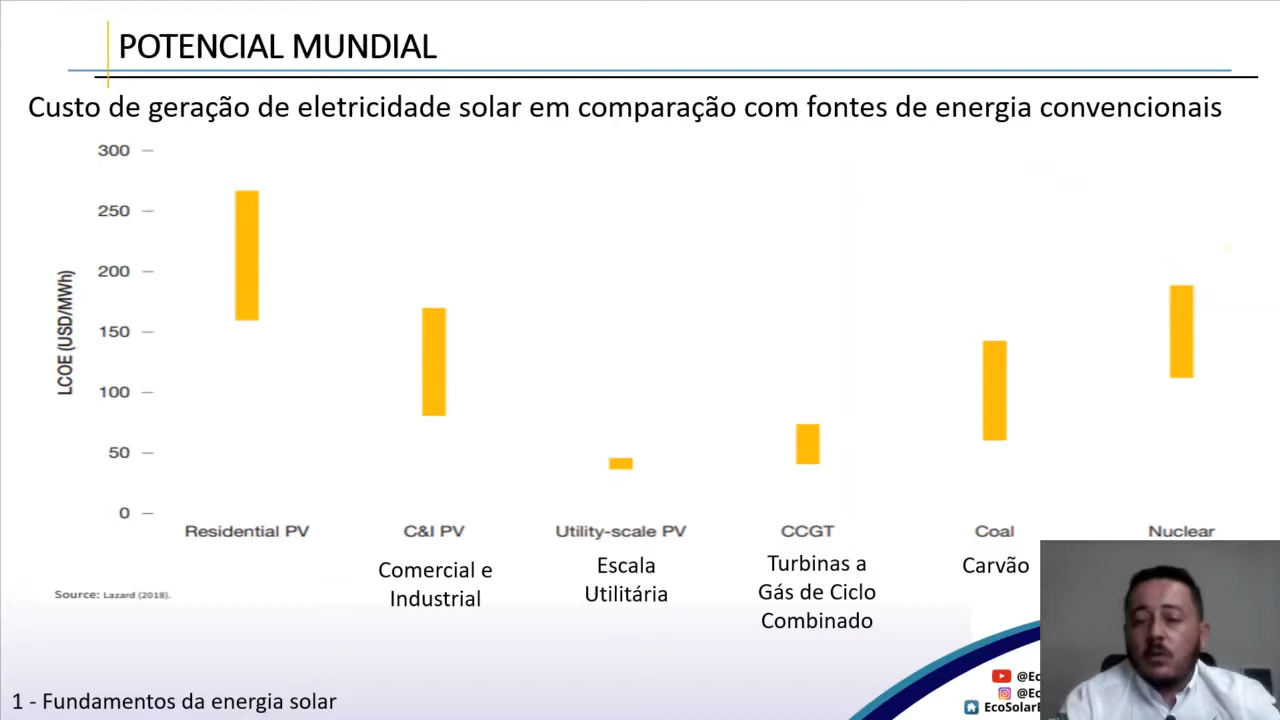 POTENCIAL MUNDIAL
Custo de geração de eletricidade solar em comparação com fontes de energia convencionais
LCOE (USD/MWh)
300
250
200
150
100
50
0
Residential PV
C&I PV
Utility-scale PV
CCGT
Coal
Nuclear
Comercial e
Industrial
Escala
Utilitária
Turbinas a
Gás de Ciclo
Combinado
Carvão
Source: Lazard (2018).
1 - Fundamentos da energia solar